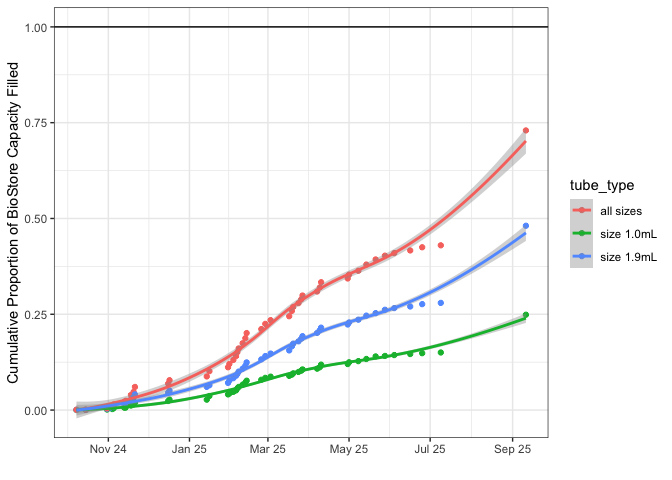 Cumulative Proportion of BioStore Capacity Filled
1.00
0.75
0.50
0.25
0.00
Nov 24
Jan 25
Mar 25
May 25
Jul 25
Sep 25
tube_type
all sizes
size 1.0mL
size 1.9mL